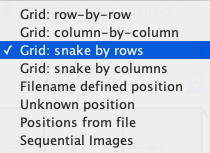 Grid: row-by-row
Grid: column-by-column
✓ Grid: snake by rows
Grid: snake by columns
Filename defined position
Unknown position
Positions from file
Sequential Images